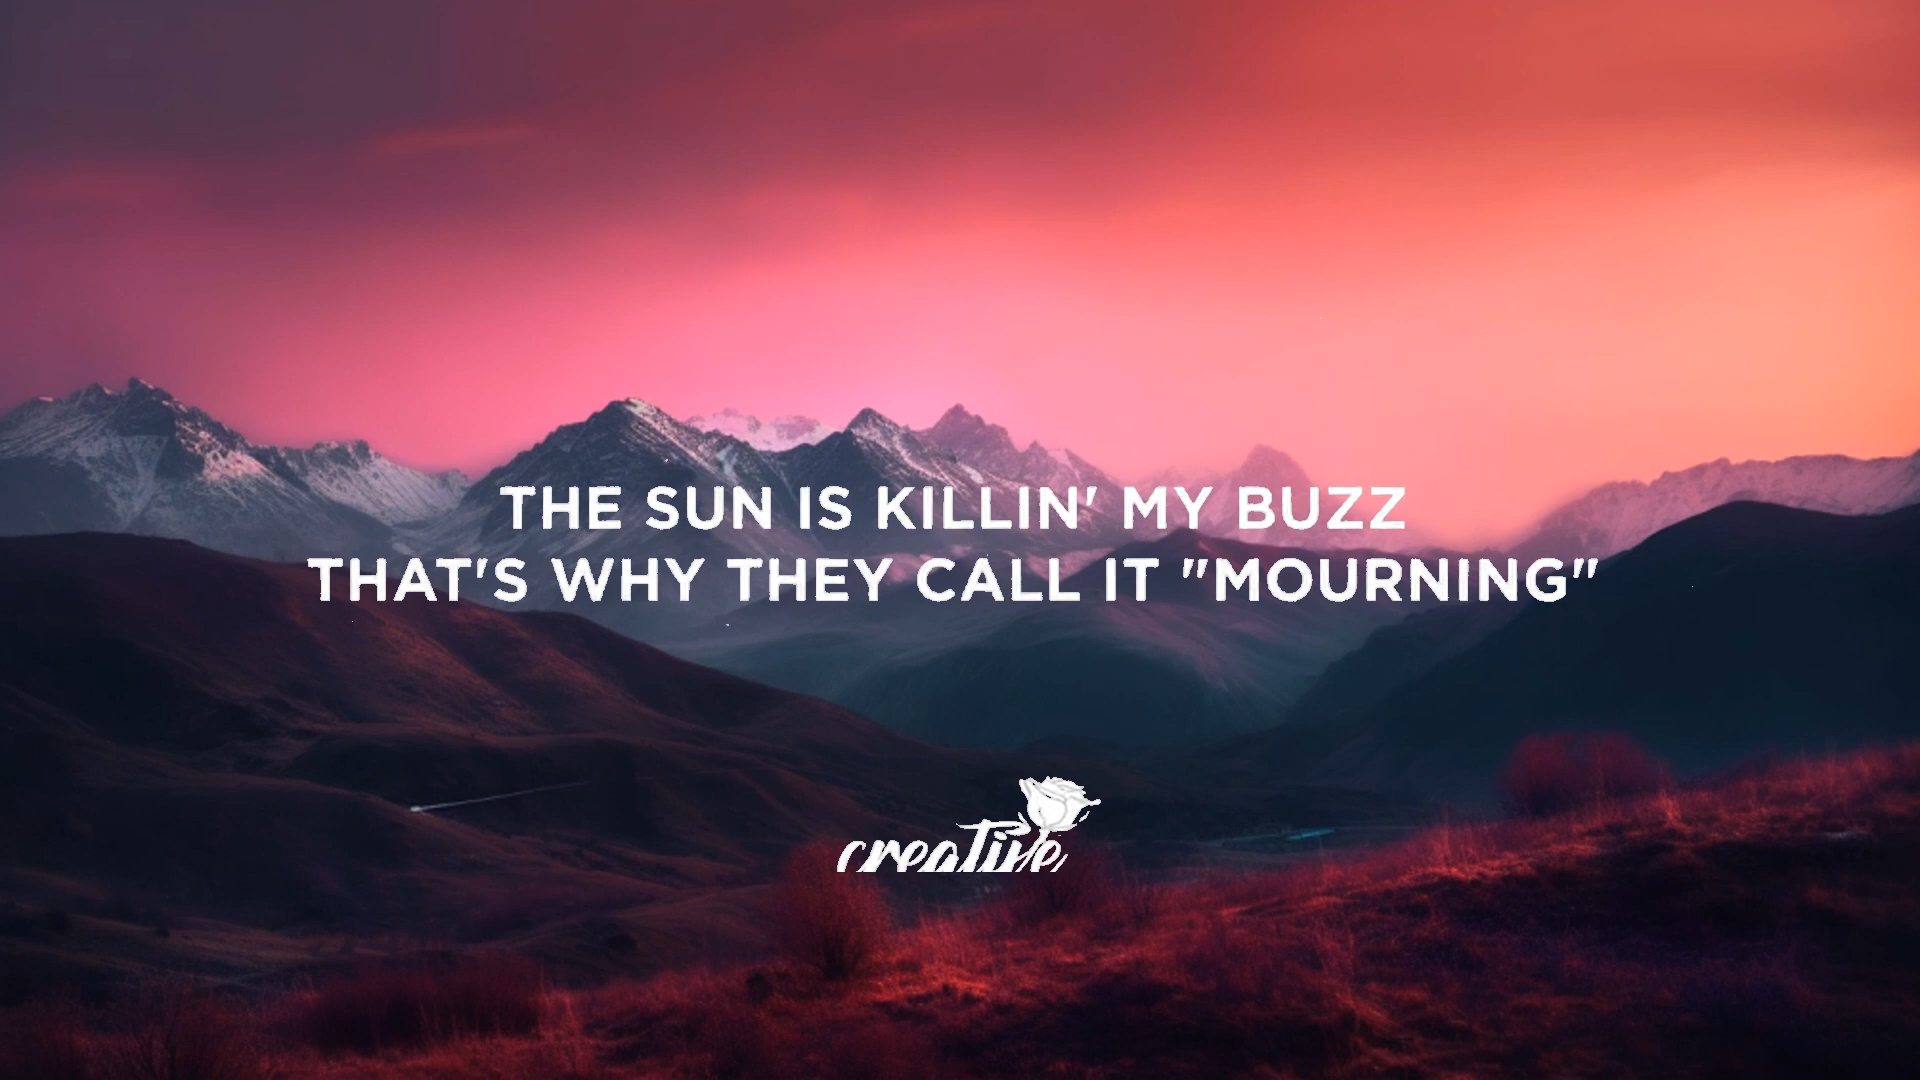 THE SUN IS KILLIN' MY BUZZ
THAT'S WHY THEY CALL IT "MOURNING"
creative